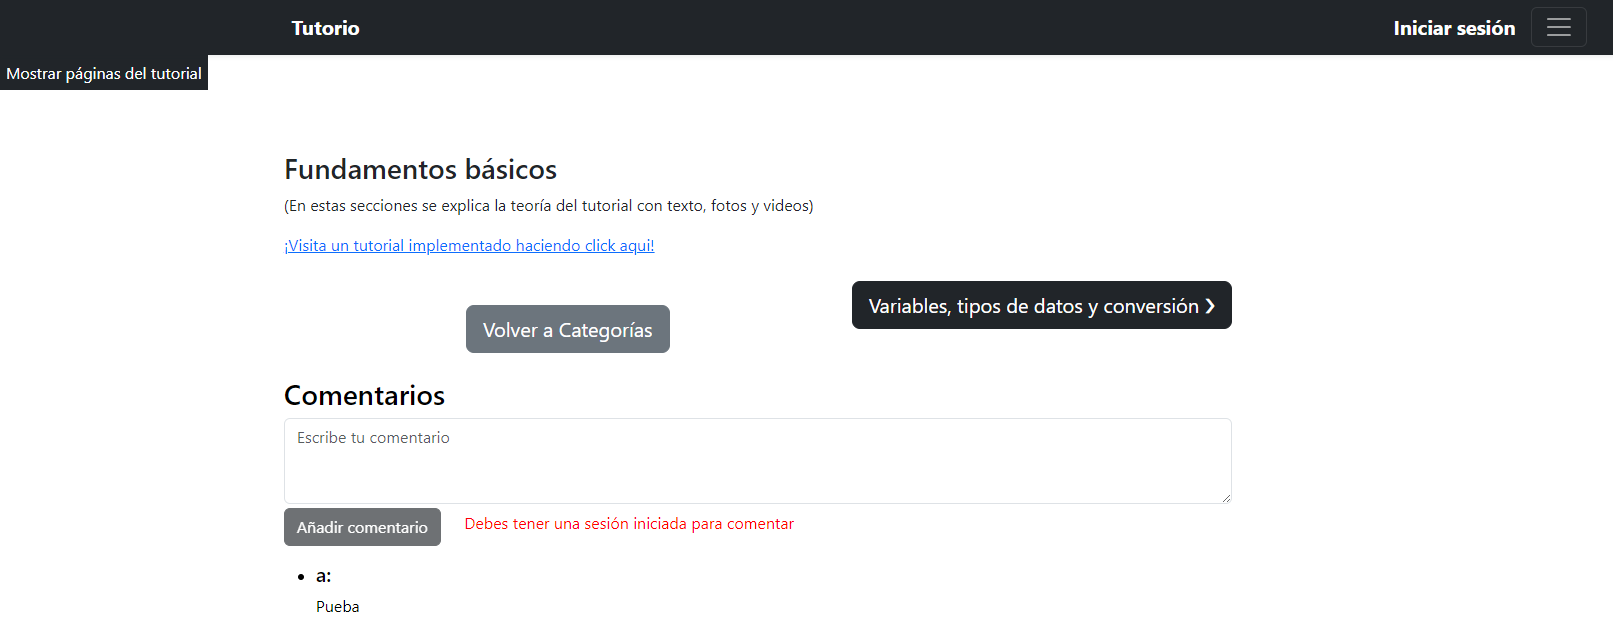 Tutorio
Iniciar sesión
Mostrar páginas del tutorial
Fundamentos básicos
(En estas secciones se explica la teoría del tutorial con texto, fotos y videos)
¡Visita un tutorial implementado haciendo click aqui!
Variables, tipos de datos y conversión ❯
Volver a Categorías
Comentarios
Escribe tu comentario
Añadir comentario
Debes tener una sesión iniciada para comentar
a:
Pueba